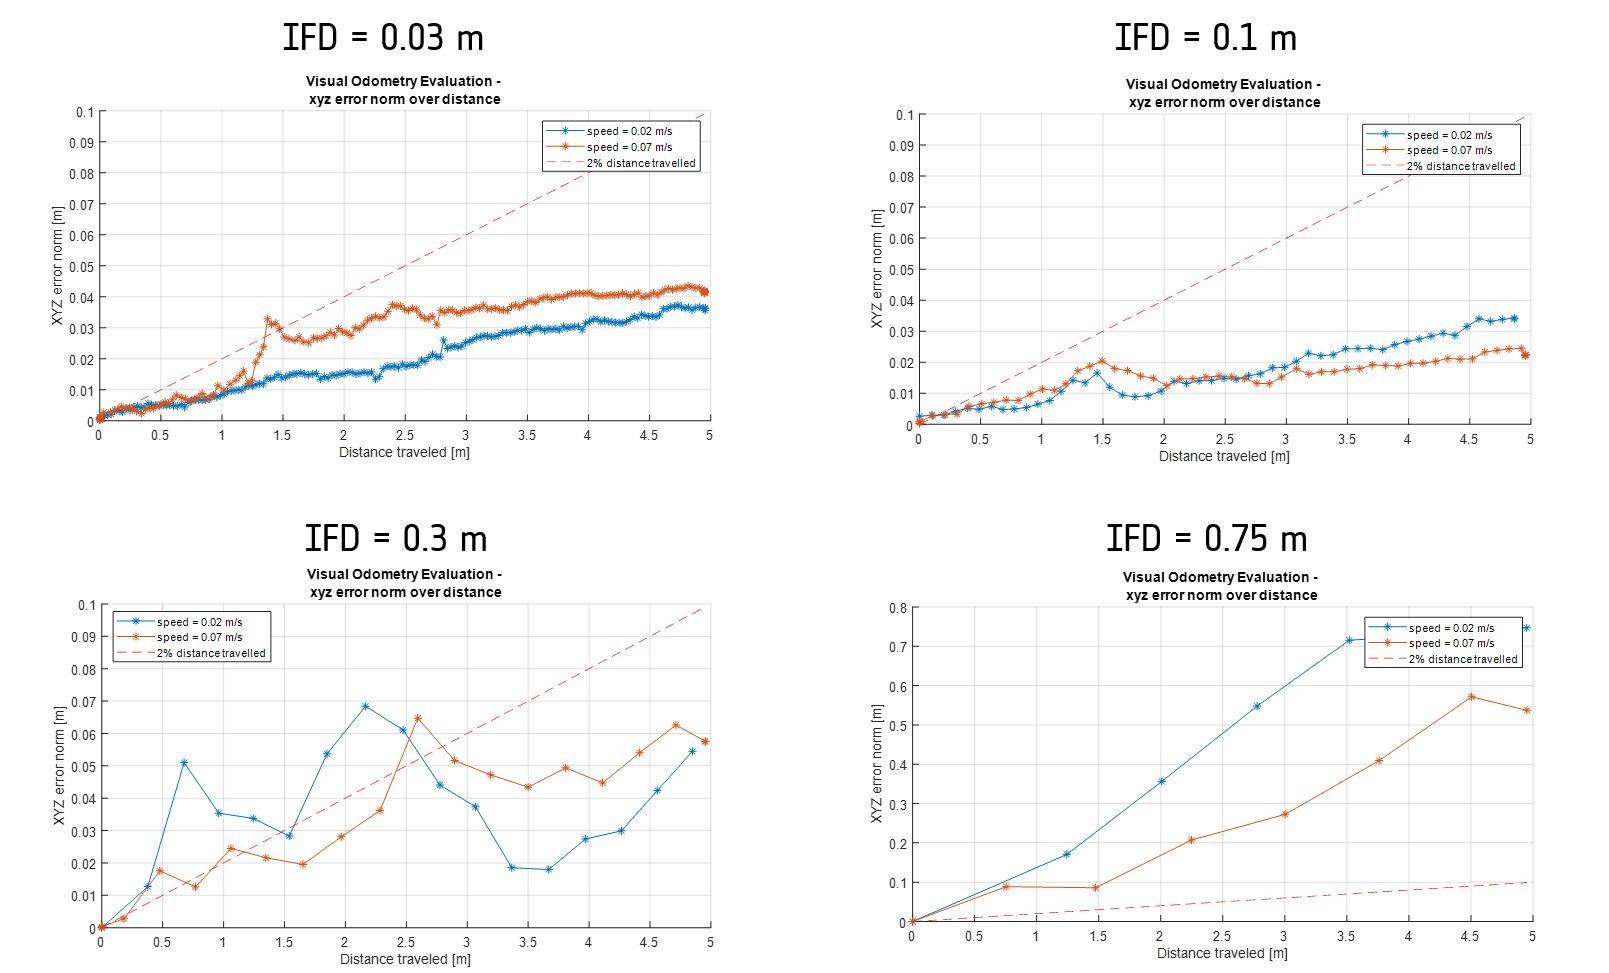 IFD = 0.03 m
Visual Odometry Evaluation -
xyz error norm over distance
speed = 0.02 m/s
speed = 0.07 m/s
2% distance travelled
XYZ error norm [m]
0.1
0.09
0.08
0.07
0.06
0.05
0.04
0.03
0.02
0.01
0
0 0.5 1 1.5 2 2.5 3 3.5 4 4.5 5
Distance traveled [m]
IFD = 0.1 m
Visual Odometry Evaluation -
xyz error norm over distance
speed = 0.02 m/s
speed = 0.07 m/s
2% distance travelled
XYZ error norm [m]
0.1
0.09
0.08
0.07
0.06
0.05
0.04
0.03
0.02
0.01
0
0 0.5 1 1.5 2 2.5 3 3.5 4 4.5 5
Distance traveled [m]
IFD = 0.3 m
Visual Odometry Evaluation -
xyz error norm over distance
speed = 0.02 m/s
speed = 0.07 m/s
2% distance travelled
XYZ error norm [m]
0.1
0.09
0.08
0.07
0.06
0.05
0.04
0.03
0.02
0.01
0
0 0.5 1 1.5 2 2.5 3 3.5 4 4.5 5
Distance traveled [m]
IFD = 0.75 m
Visual Odometry Evaluation -
xyz error norm over distance
speed = 0.02 m/s
speed = 0.07 m/s
2% distance travelled
XYZ error norm [m]
0.8
0.7
0.6
0.5
0.4
0.3
0.2
0.1
0
0 0.5 1 1.5 2 2.5 3 3.5 4 4.5 5
Distance traveled [m]